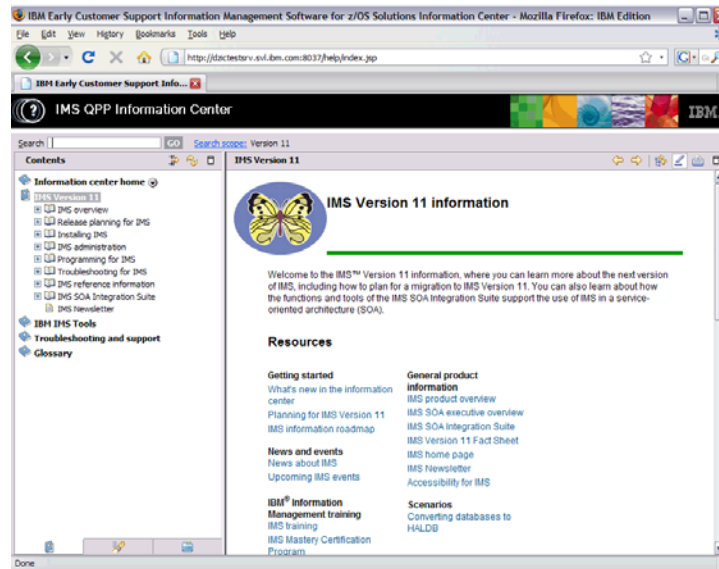 IBM Early Customer Support Information Management Software for z/OS Solutions Information Center - Mozilla Firefox: IBM Edition
File Edit View History Bookmarks Tools Help
http://dzctestsrv.svl.ibm.com:8037/help/index.jsp
IBM Early Customer Support Info...
IMS QPP Information Center
IBM
Search GO Search scope: Version 11
Contents
Information center home
IMS Version 11
IMS overview
Release planning for IMS
Installing IMS
IMS administration
Programming for IMS
Troubleshooting for IMS
IMS reference information
IMS SOA Integration Suite
IMS Newsletter
IBM IMS Tools
Troubleshooting and support
Glossary
IMS Version 11
IMS Version 11 information
Welcome to the IMS™ Version 11 information, where you can learn more about the next version
of IMS, including how to plan for a migration to IMS Version 11. You can also learn about how
the functions and tools of the IMS SOA Integration Suite support the use of IMS in a service-
oriented architecture (SOA).
Resources
Getting started
What's new in the information
center
Planning for IMS Version 11
IMS information roadmap
News and events
News about IMS
Upcoming IMS events
IBM® Information
Management training
IMS training
IMS Mastery Certification
Program
General product
information
IMS product overview
IMS SOA executive overview
IMS SOA Integration Suite
IMS Version 11 Fact Sheet
IMS home page
IMS Newsletter
Accessibility for IMS
Scenarios
Converting databases to
HALDB
Done